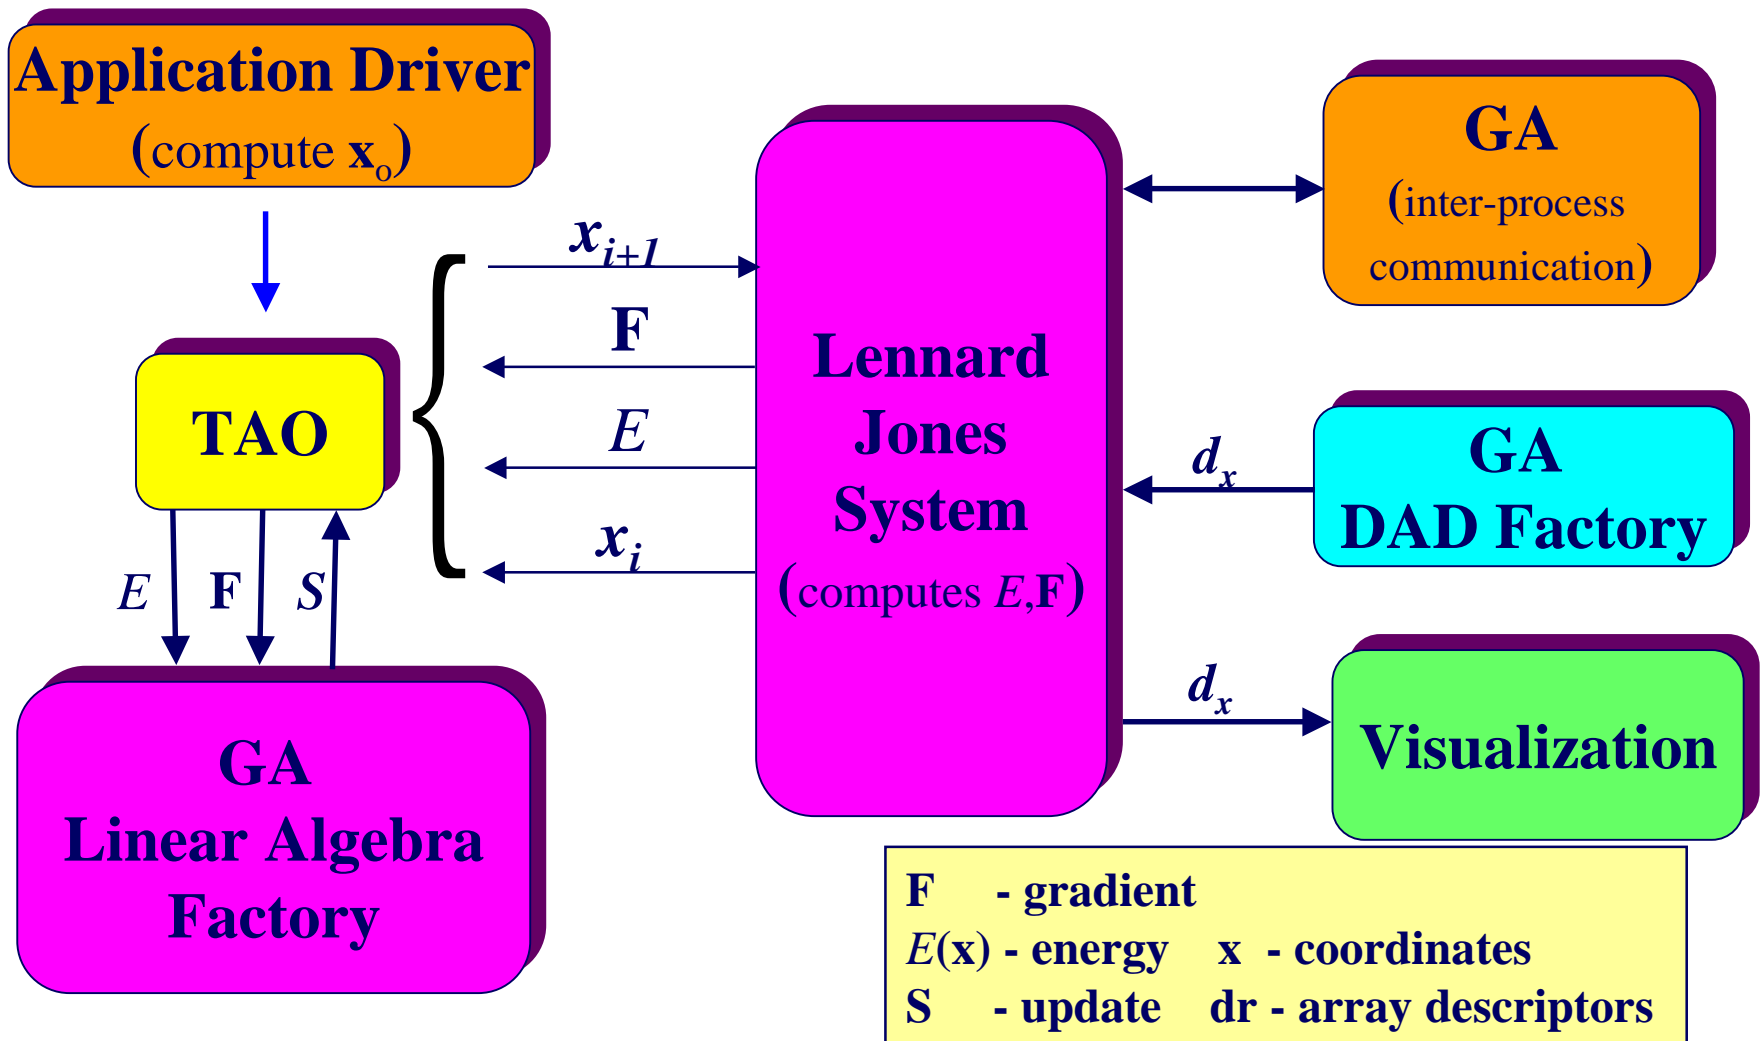 Application Driver
(compute x₀)
TAO
E F S
GA
Linear Algebra
Factory
xᵢ₊₁
F
E
xᵢ
Lennard
Jones
System
(computes E,F)
GA
(inter-process
communication)
dₓ
GA
DAD Factory
dₓ
Visualization
F - gradient
E(x) - energy x - coordinates
S - update dr - array descriptors